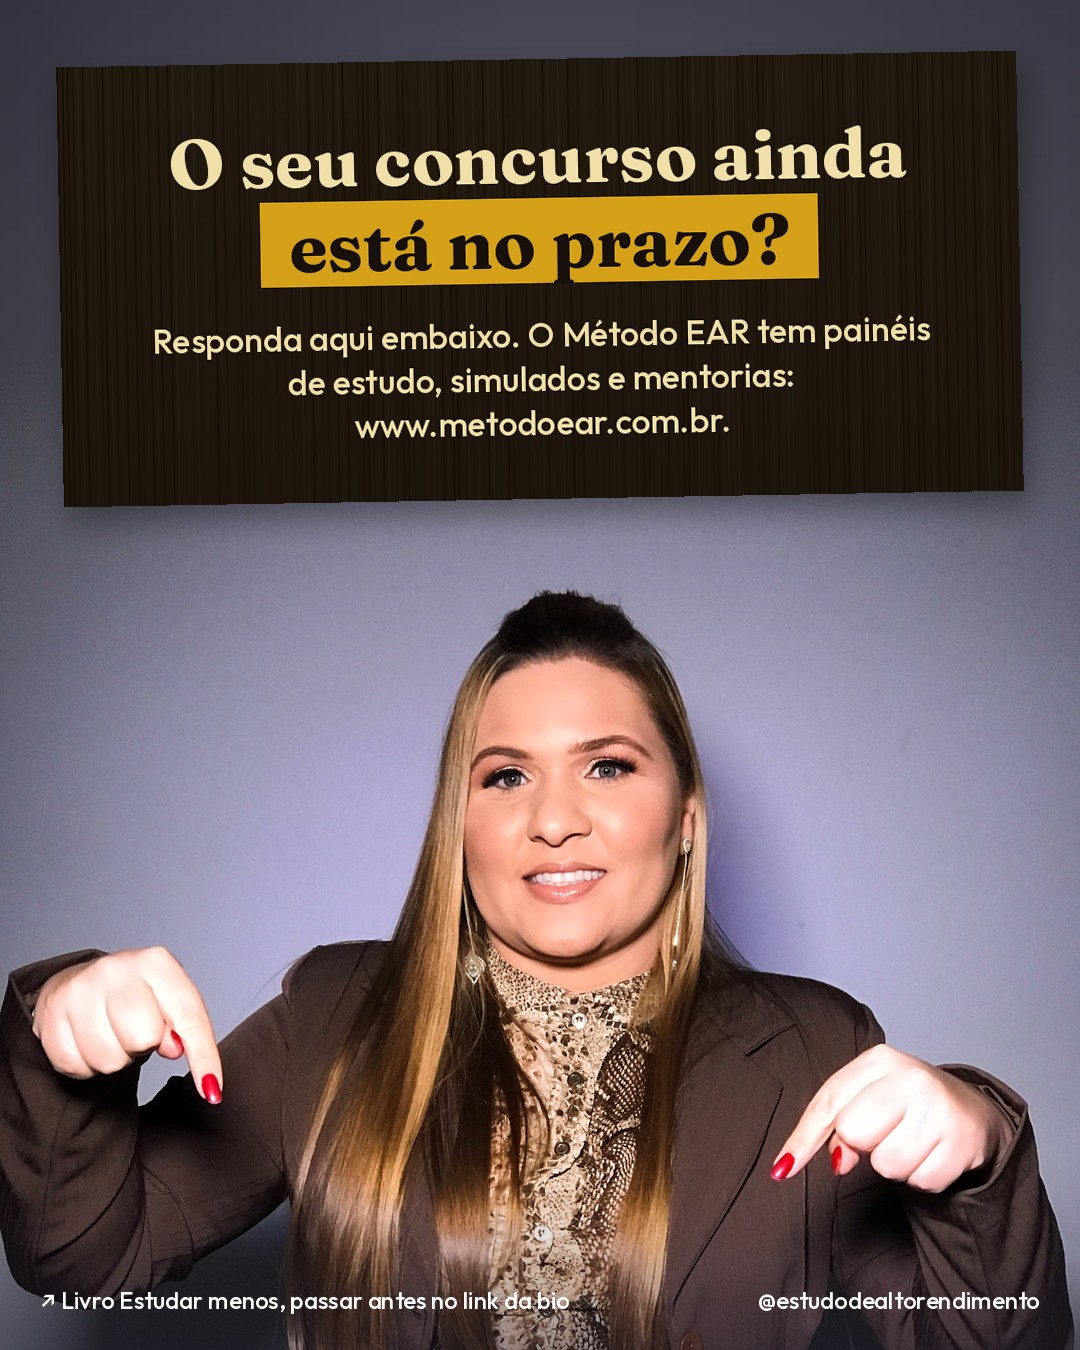 O seu concurso ainda
está no prazo?
Responda aqui embaixo. O Método EAR tem painéis
de estudo, simulados e mentorias:
www.metodoear.com.br.
↗ Livro Estudar menos, passar antes no link da bio
@estudodealtorendimento